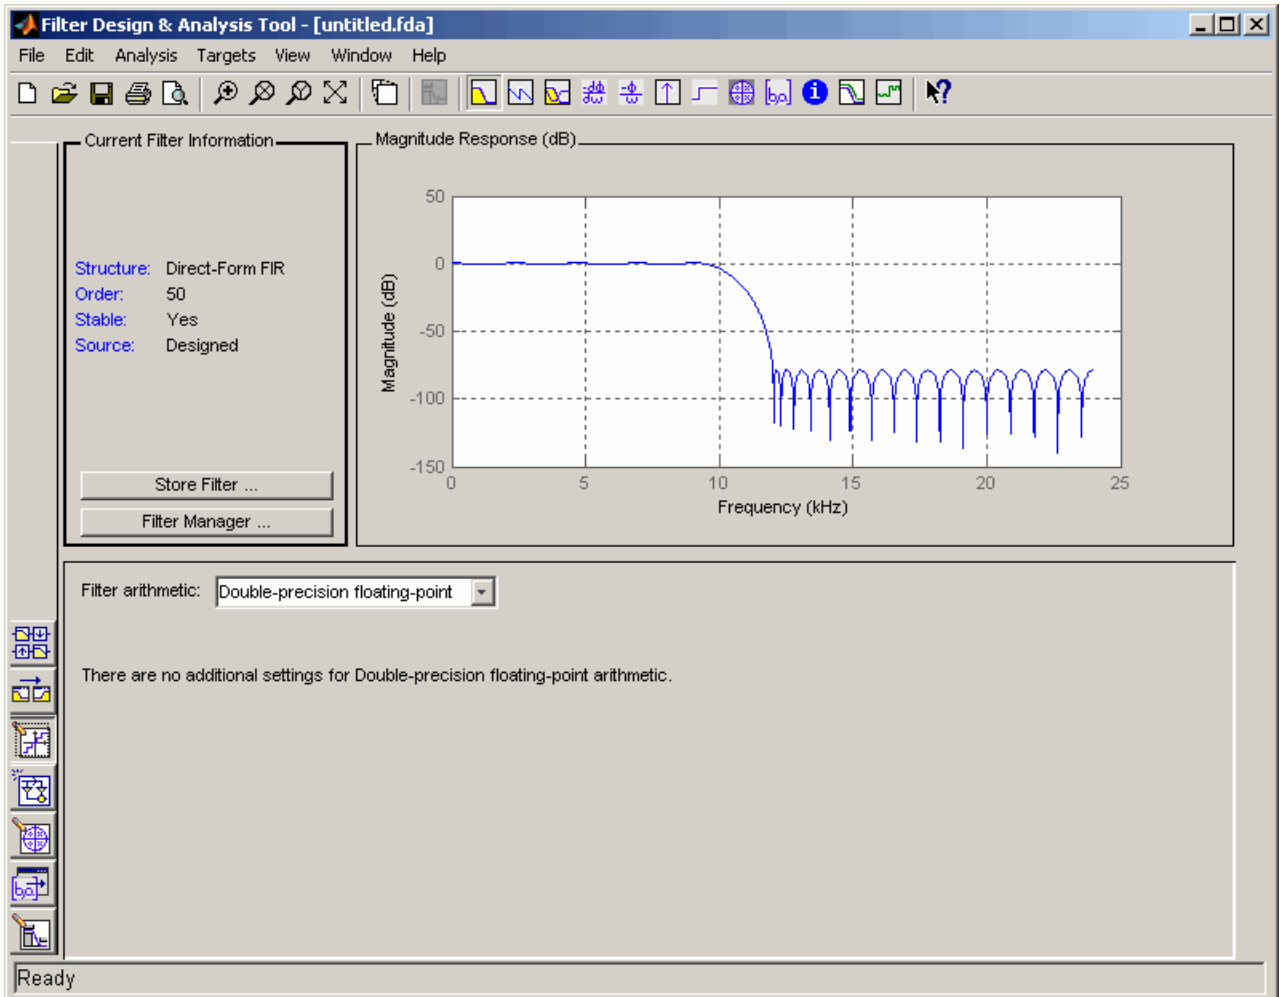 Filter Design & Analysis Tool - [untitled.fda]
File Edit Analysis Targets View Window Help
Current Filter Information
Structure: Direct-Form FIR
Order: 50
Stable: Yes
Source: Designed
Store Filter ...
Filter Manager ...
Magnitude Response (dB)
Magnitude (dB)
50
0
-50
-100
-150
0 5 10 15 20 25
Frequency (kHz)
Filter arithmetic: Double-precision floating-point
There are no additional settings for Double-precision floating-point arithmetic.
Ready